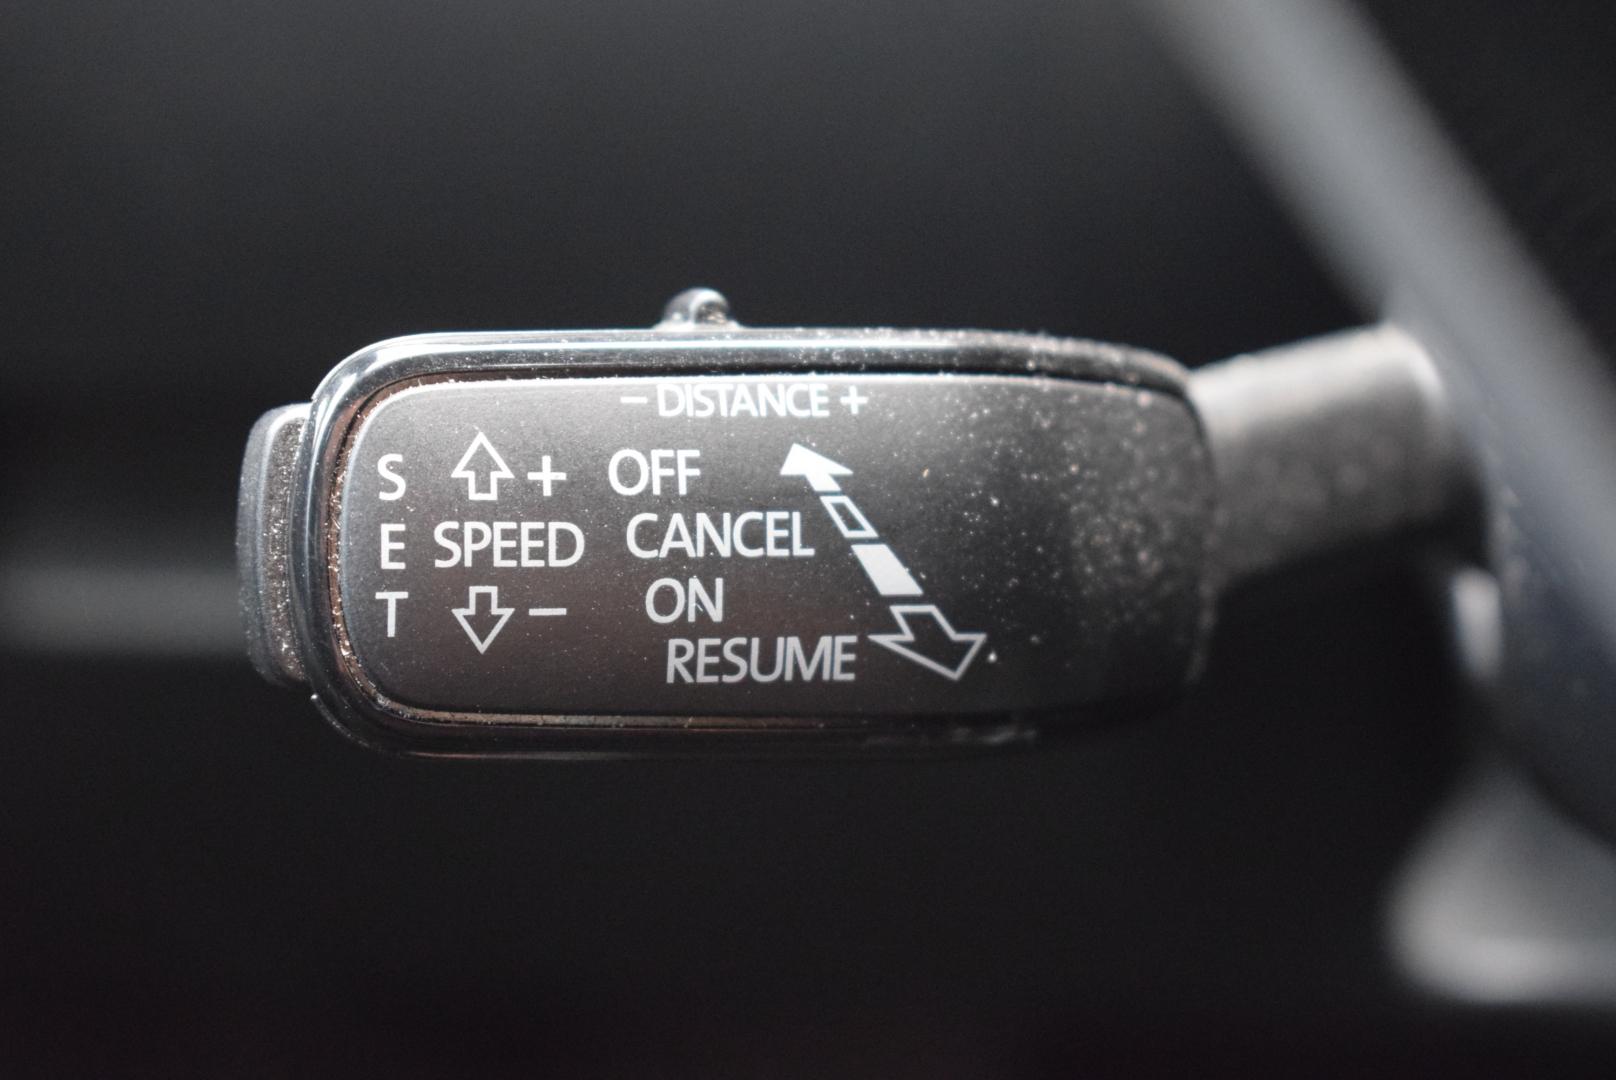 − DISTANCE +
S + OFF
E SPEED CANCEL
T − ON
RESUME